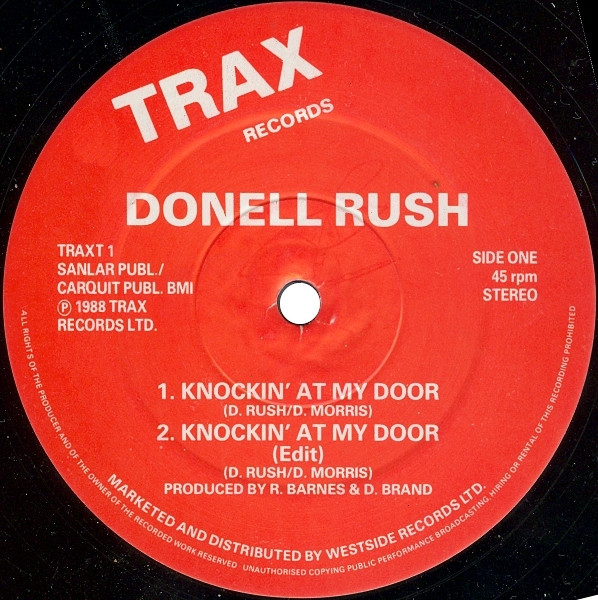 TRAX
RECORDS
DONELL RUSH
TRAXT 1
SANLAR PUBL./
CARQUIT PUBL. BMI
Ⓟ 1988 TRAX
RECORDS LTD.
SIDE ONE
45 rpm
STEREO
1. KNOCKIN' AT MY DOOR
(D. RUSH/D. MORRIS)
2. KNOCKIN' AT MY DOOR
(Edit)
(D. RUSH/D. MORRIS)
PRODUCED BY R. BARNES & D. BRAND
MARKETED AND DISTRIBUTED BY WESTSIDE RECORDS LTD.
ALL RIGHTS OF THE PRODUCER AND OF THE OWNER OF THE RECORDED WORK RESERVED UNAUTHORISED COPYING PUBLIC PERFORMANCE BROADCASTING, HIRING OR RENTAL OF THIS RECORDING PROHIBITED